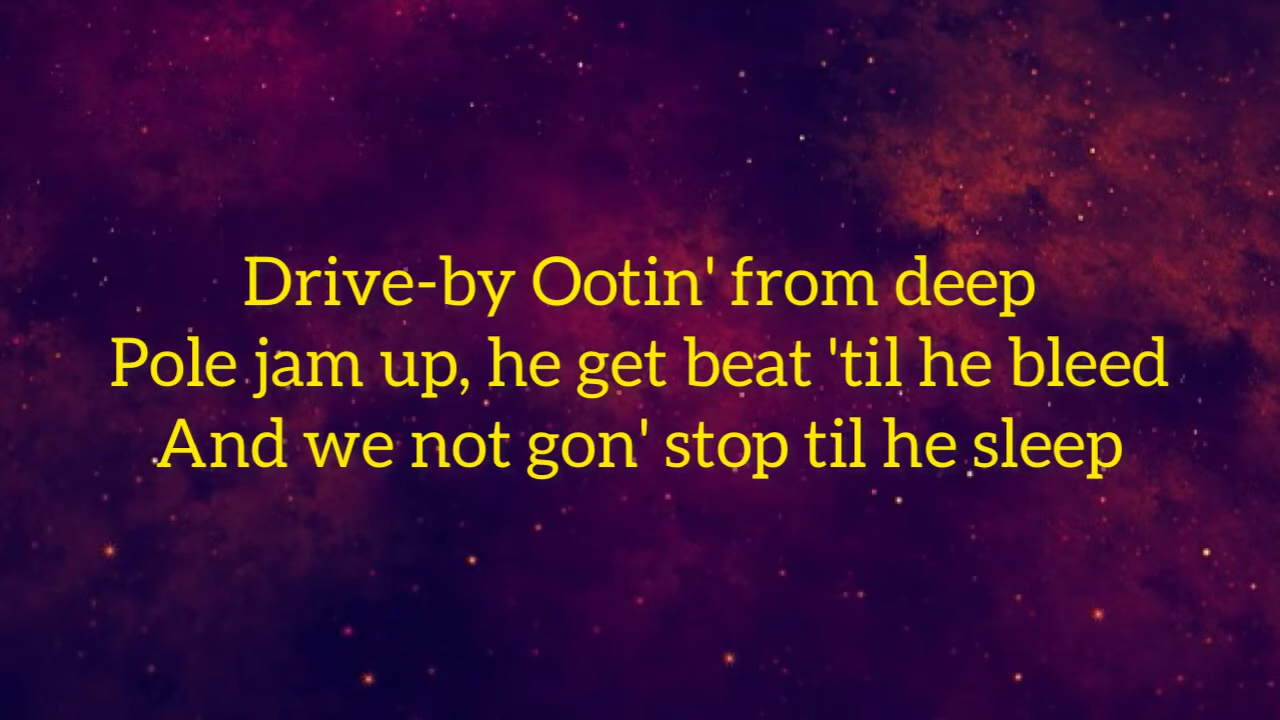 Drive-by Ootin' from deep
Pole jam up, he get beat 'til he bleed
And we not gon' stop til he sleep